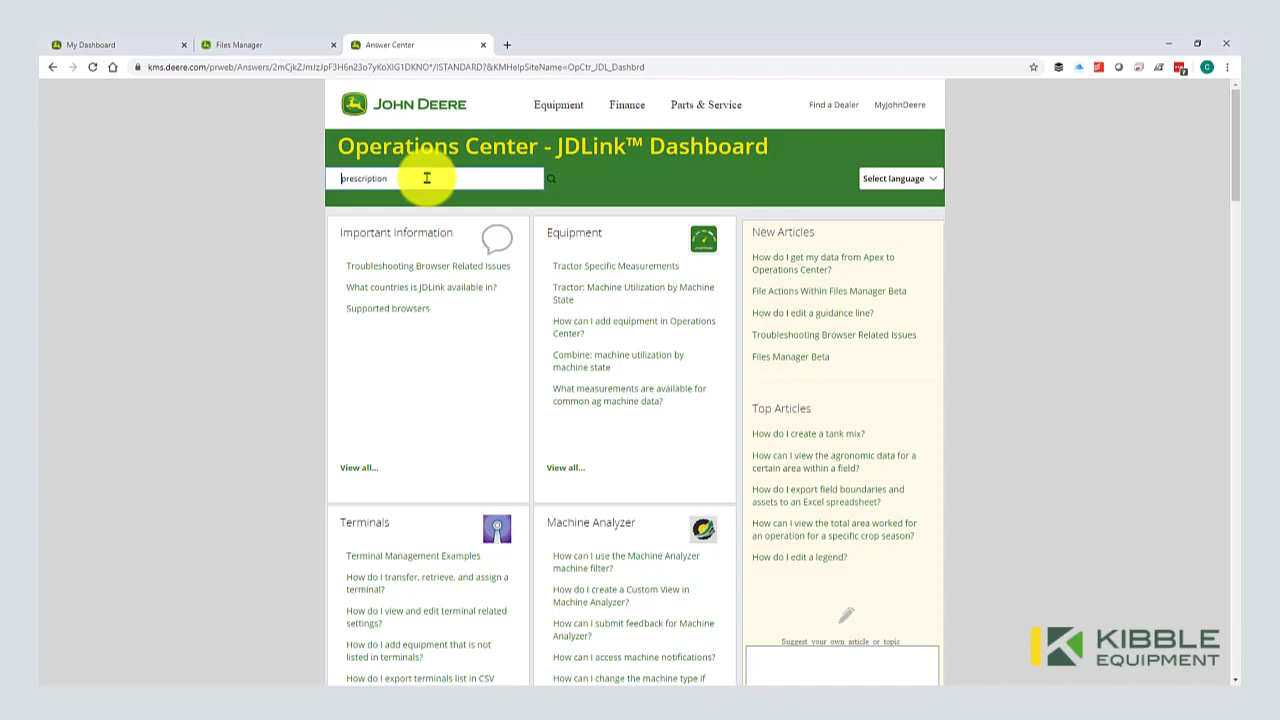 My Dashboard
Files Manager
Answer Center
kms.deere.com/prweb/Answers/2mCjkZJmJzJpF3H6n23o7yKoXlG1DKNO*/!STANDARD?&KMHelpSiteName=OpCtr_JDL_Dashbrd
JOHN DEERE
Equipment
Finance
Parts & Service
Find a Dealer
MyJohnDeere
Operations Center - JDLink™ Dashboard
prescription
Select language
Important Information
Troubleshooting Browser Related Issues
What countries is JDLink available in?
Supported browsers
View all...
Equipment
Tractor Specific Measurements
Tractor: Machine Utilization by Machine
State
How can I add equipment in Operations
Center?
Combine: machine utilization by
machine state
What measurements are available for
common ag machine data?
View all...
New Articles
How do I get my data from Apex to
Operations Center?
File Actions Within Files Manager Beta
How do I edit a guidance line?
Troubleshooting Browser Related Issues
Files Manager Beta
Top Articles
How do I create a tank mix?
How can I view the agronomic data for a
certain area within a field?
How do I export field boundaries and
assets to an Excel spreadsheet?
How can I view the total area worked for
an operation for a specific crop season?
How do I edit a legend?
Suggest your own article or topic
Terminals
Terminal Management Examples
How do I transfer, retrieve, and assign a
terminal?
How do I view and edit terminal related
settings?
How do I add equipment that is not
listed in terminals?
How do I export terminals list in CSV
Machine Analyzer
How can I use the Machine Analyzer
machine filter?
How do I create a Custom View in
Machine Analyzer?
How can I submit feedback for Machine
Analyzer?
How can I access machine notifications?
How can I change the machine type if
KIBBLE
EQUIPMENT